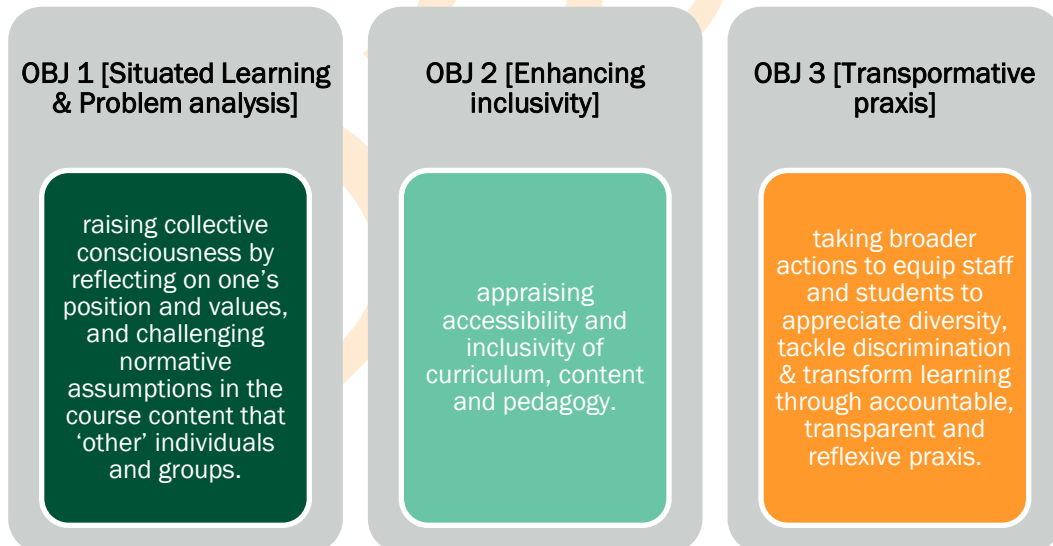 OBJ 1 [Situated Learning
& Problem analysis]
raising collective
consciousness by
reflecting on one’s
position and values,
and challenging
normative
assumptions in the
course content that
‘other’ individuals
and groups.
OBJ 2 [Enhancing
inclusivity]
appraising
accessibility and
inclusivity of
curriculum, content
and pedagogy.
OBJ 3 [Transpormative
praxis]
taking broader
actions to equip staff
and students to
appreciate diversity,
tackle discrimination
& transform learning
through accountable,
transparent and
reflexive praxis.